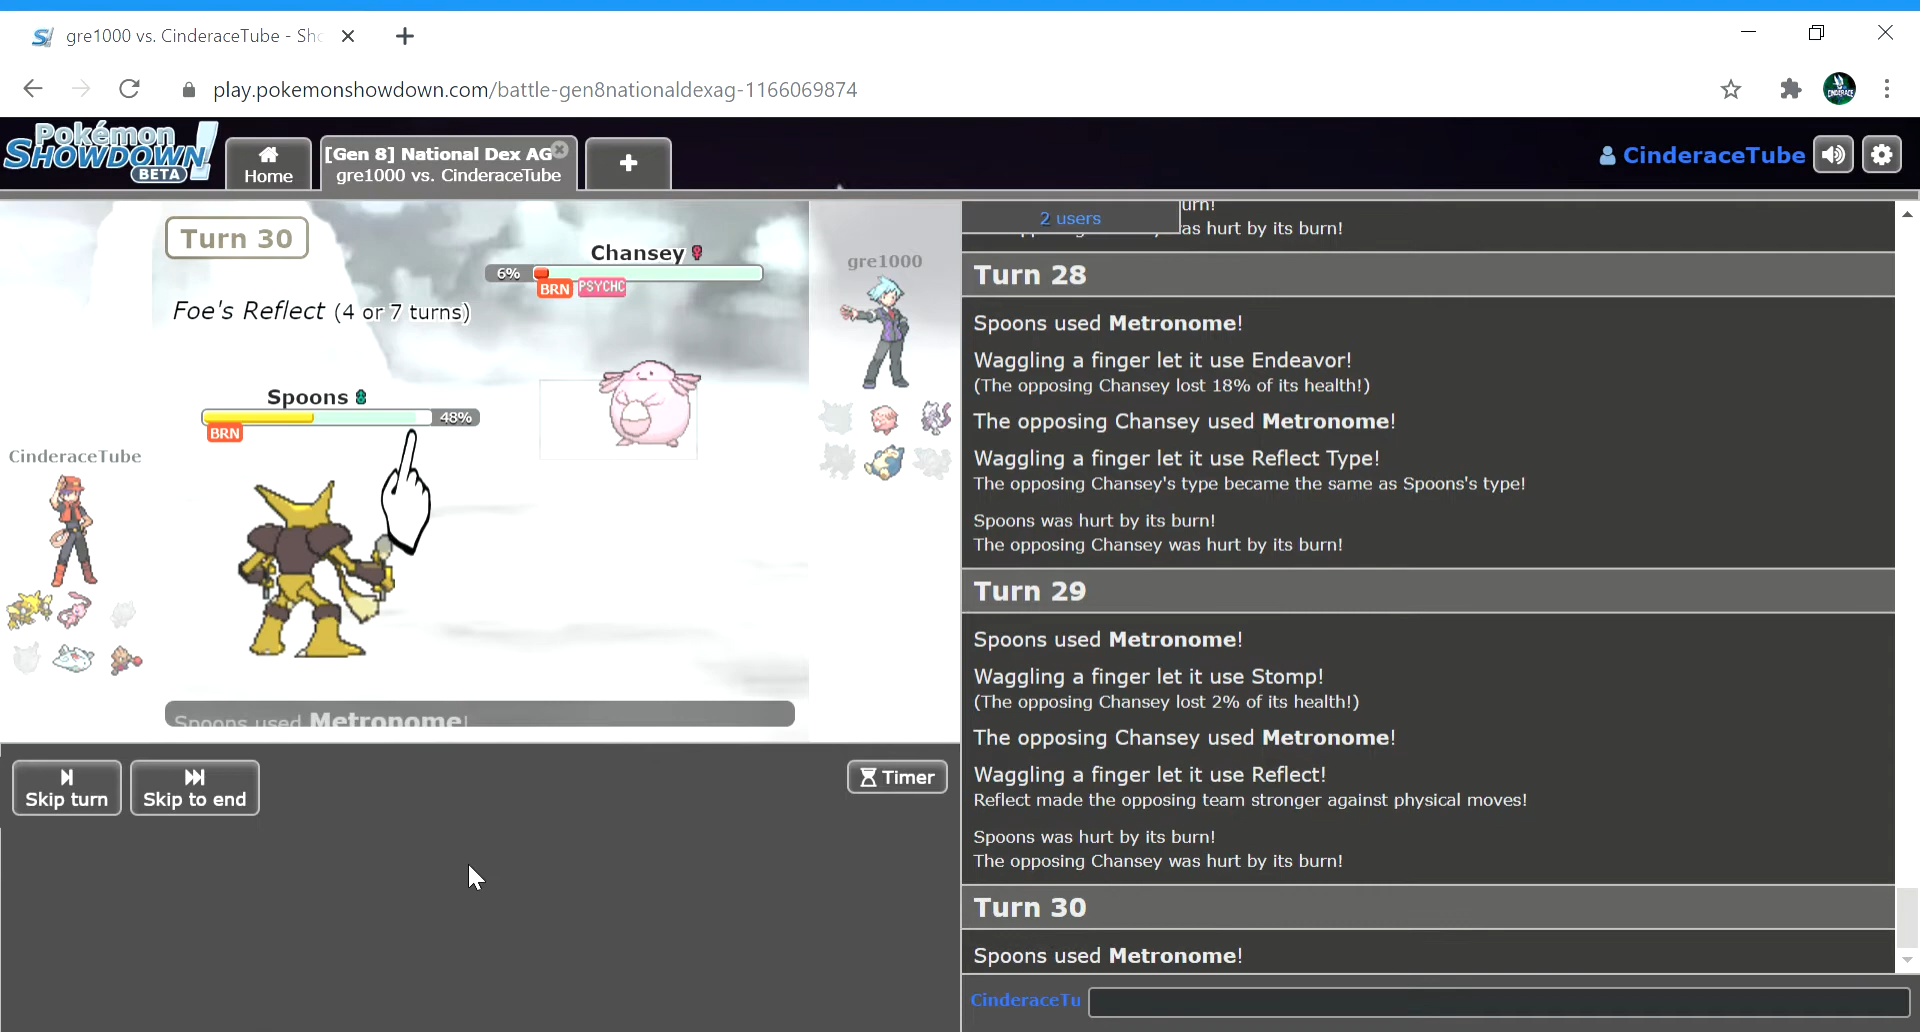 gre1000 vs. CinderaceTube - Sho
play.pokemonshowdown.com/battle-gen8nationaldexag-1166069874
CINDERACE
Pokémon
SHOWDOWN!
BETA
Home
[Gen 8] National Dex AG
gre1000 vs. CinderaceTube
CinderaceTube
Turn 30
Chansey
6%
BRN PSYCHC
Foe's Reflect (4 or 7 turns)
Spoons
48%
BRN
gre1000
CinderaceTube
Spoons used Metronome!
Skip turn
Skip to end
Timer
2 users
urn!
as hurt by its burn!
Turn 28
Spoons used Metronome!
Waggling a finger let it use Endeavor!
(The opposing Chansey lost 18% of its health!)
The opposing Chansey used Metronome!
Waggling a finger let it use Reflect Type!
The opposing Chansey's type became the same as Spoons's type!
Spoons was hurt by its burn!
The opposing Chansey was hurt by its burn!
Turn 29
Spoons used Metronome!
Waggling a finger let it use Stomp!
(The opposing Chansey lost 2% of its health!)
The opposing Chansey used Metronome!
Waggling a finger let it use Reflect!
Reflect made the opposing team stronger against physical moves!
Spoons was hurt by its burn!
The opposing Chansey was hurt by its burn!
Turn 30
Spoons used Metronome!
CinderaceTu